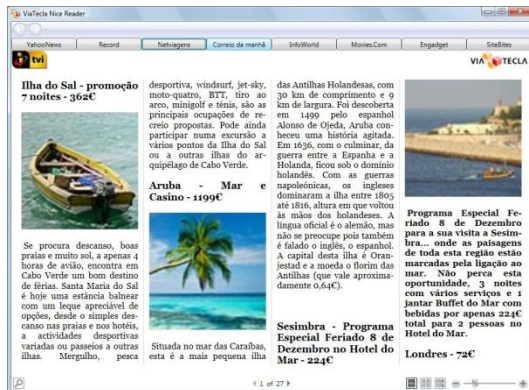 ViaTecla Nice Reader
YahooNews
Record
Netviagens
Correio da manhã
InfoWorld
Movies.Com
Engadget
SiteBites
tvi
VIA TECLA
Ilha do Sal - promoção
7 noites - 362€
Se procura descanso, boas
praias e muito sol, a apenas 4
horas de avião, encontra em
Cabo Verde um bom destino
de férias. Santa Maria do Sal
é hoje uma estância balnear
com um leque apreciável de
opções, desde o simples des-
canso nas praias e nos hotéis,
a actividades desportivas
variadas ou passeios a outras
ilhas. Mergulho, pesca
desportiva, windsurf, jet-sky,
moto-quatro, BTT, tiro ao
arco, minigolf e ténis, são as
principais ocupações de re-
creio propostas. Pode ainda
participar numa excursão a
vários pontos da Ilha do Sal
ou a outras ilhas do ar-
quipélago de Cabo Verde.
Aruba - Mar e
Casino - 1199€
Situada no mar das Caraíbas,
esta é a mais pequena ilha
das Antilhas Holandesas, com
30 km de comprimento e 9
km de largura. Foi descoberta
em 1499 pelo espanhol
Alonso de Ojeda, Aruba con-
heceu uma história agitada.
Em 1636, com o culminar, da
guerra entre a Espanha e a
Holanda, ficou sob o domínio
holandês. Com as guerras
napoleónicas, os ingleses
dominaram a ilha entre 1805
até 1816, altura em que voltou
às mãos dos holandeses. A
língua oficial é o alemão, mas
não se preocupe pois também
é falado o inglês, o espanhol.
A capital desta ilha é Oran-
jestad e a moeda o florim das
Antilhas (que vale aproxima-
damente 0,64€).
Sesimbra - Programa
Especial Feriado 8 de
Dezembro no Hotel do
Mar - 224€
Programa Especial Fe-
riado 8 de Dezembro
para a sua visita a Sesim-
bra... onde as paisagens
de toda esta região estão
marcadas pela ligação ao
mar. Não perca esta
oportunidade, 3 noites
com vários serviços e 1
jantar Buffet do Mar com
bebidas por apenas 224€
total para 2 pessoas no
Hotel do Mar.
Londres - 72€
1 of 27